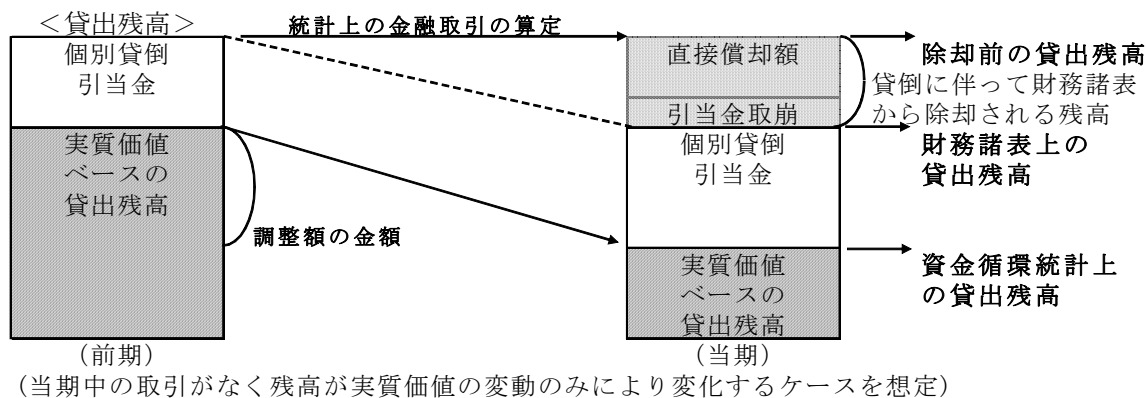 ＜貸出残高＞
統計上の金融取引の算定
個別貸倒
引当金
実質価値
ベースの
貸出残高
調整額の金額
(前期)
直接償却額
引当金取崩
個別貸倒
引当金
実質価値
ベースの
貸出残高
(当期)
除却前の貸出残高
貸倒に伴って財務諸表
から除却される残高
財務諸表上の
貸出残高
資金循環統計上
の貸出残高
(当期中の取引がなく残高が実質価値の変動のみにより変化するケースを想定)